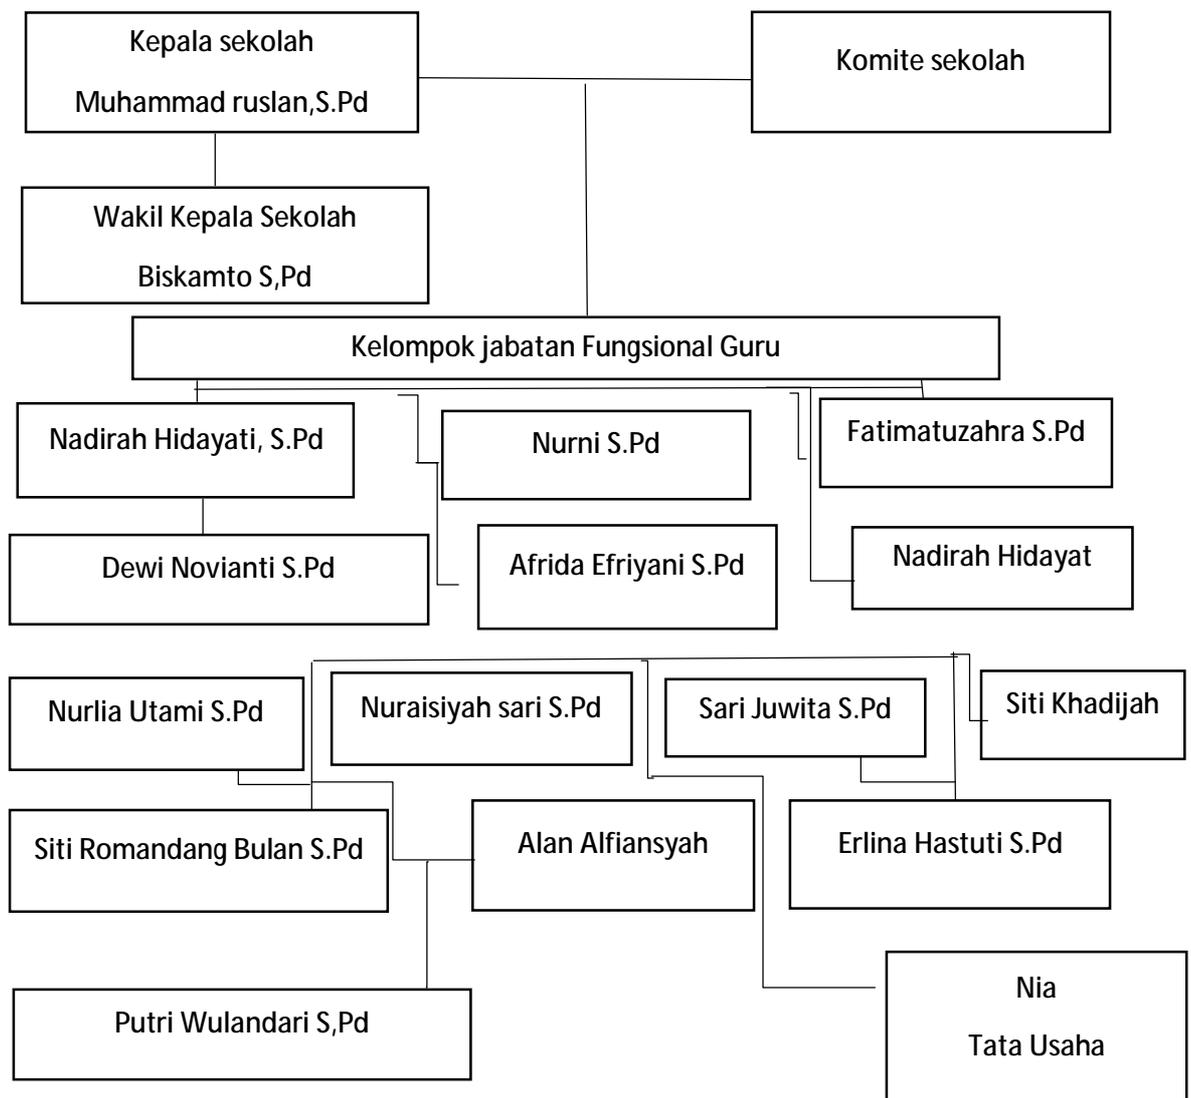 Kepala sekolah
Muhammad ruslan,S.Pd
Komite sekolah
Wakil Kepala Sekolah
Biskamto S,Pd
Kelompok jabatan Fungsional Guru
Nadirah Hidayati, S.Pd
Nurni S.Pd
Fatimatuzahra S.Pd
Dewi Novianti S.Pd
Afrida Efriyani S.Pd
Nadirah Hidayat
Nurlia Utami S.Pd
Nuraisiyah sari S.Pd
Sari Juwita S.Pd
Siti Khadijah
Siti Romandang Bulan S.Pd
Alan Alfiansyah
Erlina Hastuti S.Pd
Putri Wulandari S,Pd
Nia
Tata Usaha